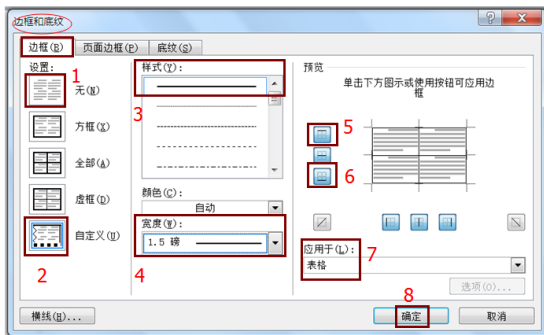 边框和底纹
边框(B) 页面边框(P) 底纹(S)
设置:
1
无(N)
方框(X)
全部(A)
虚框(D)
自定义(U)
2
样式(Y):
3
颜色(C):
自动
宽度(W):
1.5 磅
4
预览
单击下方图示或使用按钮可应用边
框
5
6
应用于(L):
7
表格
选项(O)...
8
横线(H)...
确定
取消